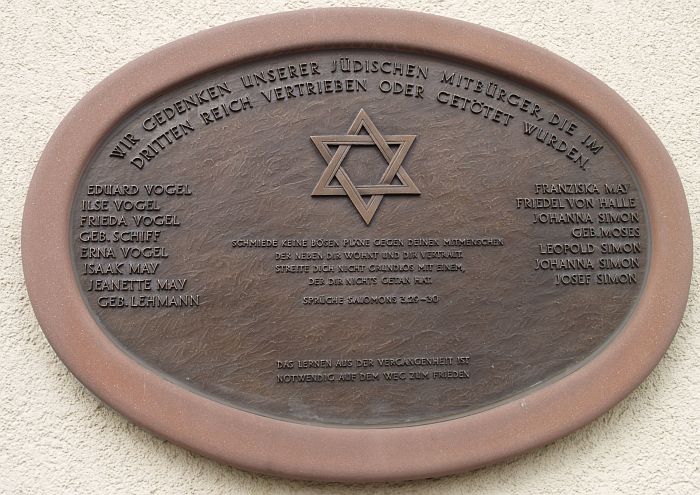 WIR GEDENKEN UNSERER JÜDISCHEN MITBÜRGER, DIE IM
DRITTEN REICH VERTRIEBEN ODER GETÖTET WURDEN.
EDUARD VOGEL
ILSE VOGEL
FRIEDA VOGEL
GEB. SCHIFF
ERNA VOGEL
ISAAK MAY
JEANETTE MAY
GEB. LEHMANN
SCHMIEDE KEINE BÖSEN PLÄNE GEGEN DEINEN MITMENSCHEN
DER NEBEN DIR WOHNT UND DIR VERTRAUT.
STREITE DICH NICHT GRUNDLOS MIT EINEM,
DER DIR NICHTS GETAN HAT.
SPRÜCHE SALOMONS 3.29-30
FRANZISKA MAY
FRIEDEL VON HALLE
JOHANNA SIMON
GEB. MOSES
LEOPOLD SIMON
JOHANNA SIMON
JOSEF SIMON
DAS LERNEN AUS DER VERGANGENHEIT IST
NOTWENDIG AUF DEM WEG ZUM FRIEDEN